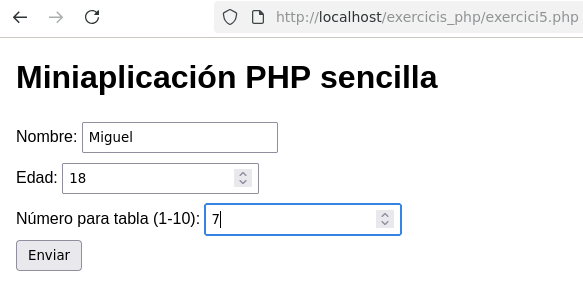 http://localhost/exercicis_php/exercici5.php
Miniaplicación PHP sencilla
Nombre: Miguel
Edad: 18
Número para tabla (1-10): 7
Enviar